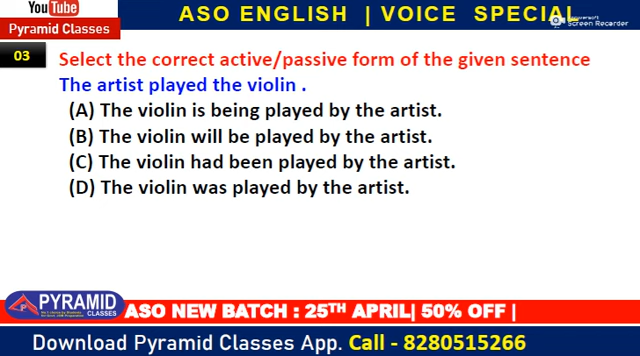 YouTube
Pyramid Classes
ASO ENGLISH | VOICE SPECIAL
Screen Recorder
03
Select the correct active/passive form of the given sentence
The artist played the violin .
(A) The violin is being played by the artist.
(B) The violin will be played by the artist.
(C) The violin had been played by the artist.
(D) The violin was played by the artist.
PYRAMID
CLASSES
ASO NEW BATCH : 25TH APRIL| 50% OFF |
Download Pyramid Classes App. Call - 8280515266